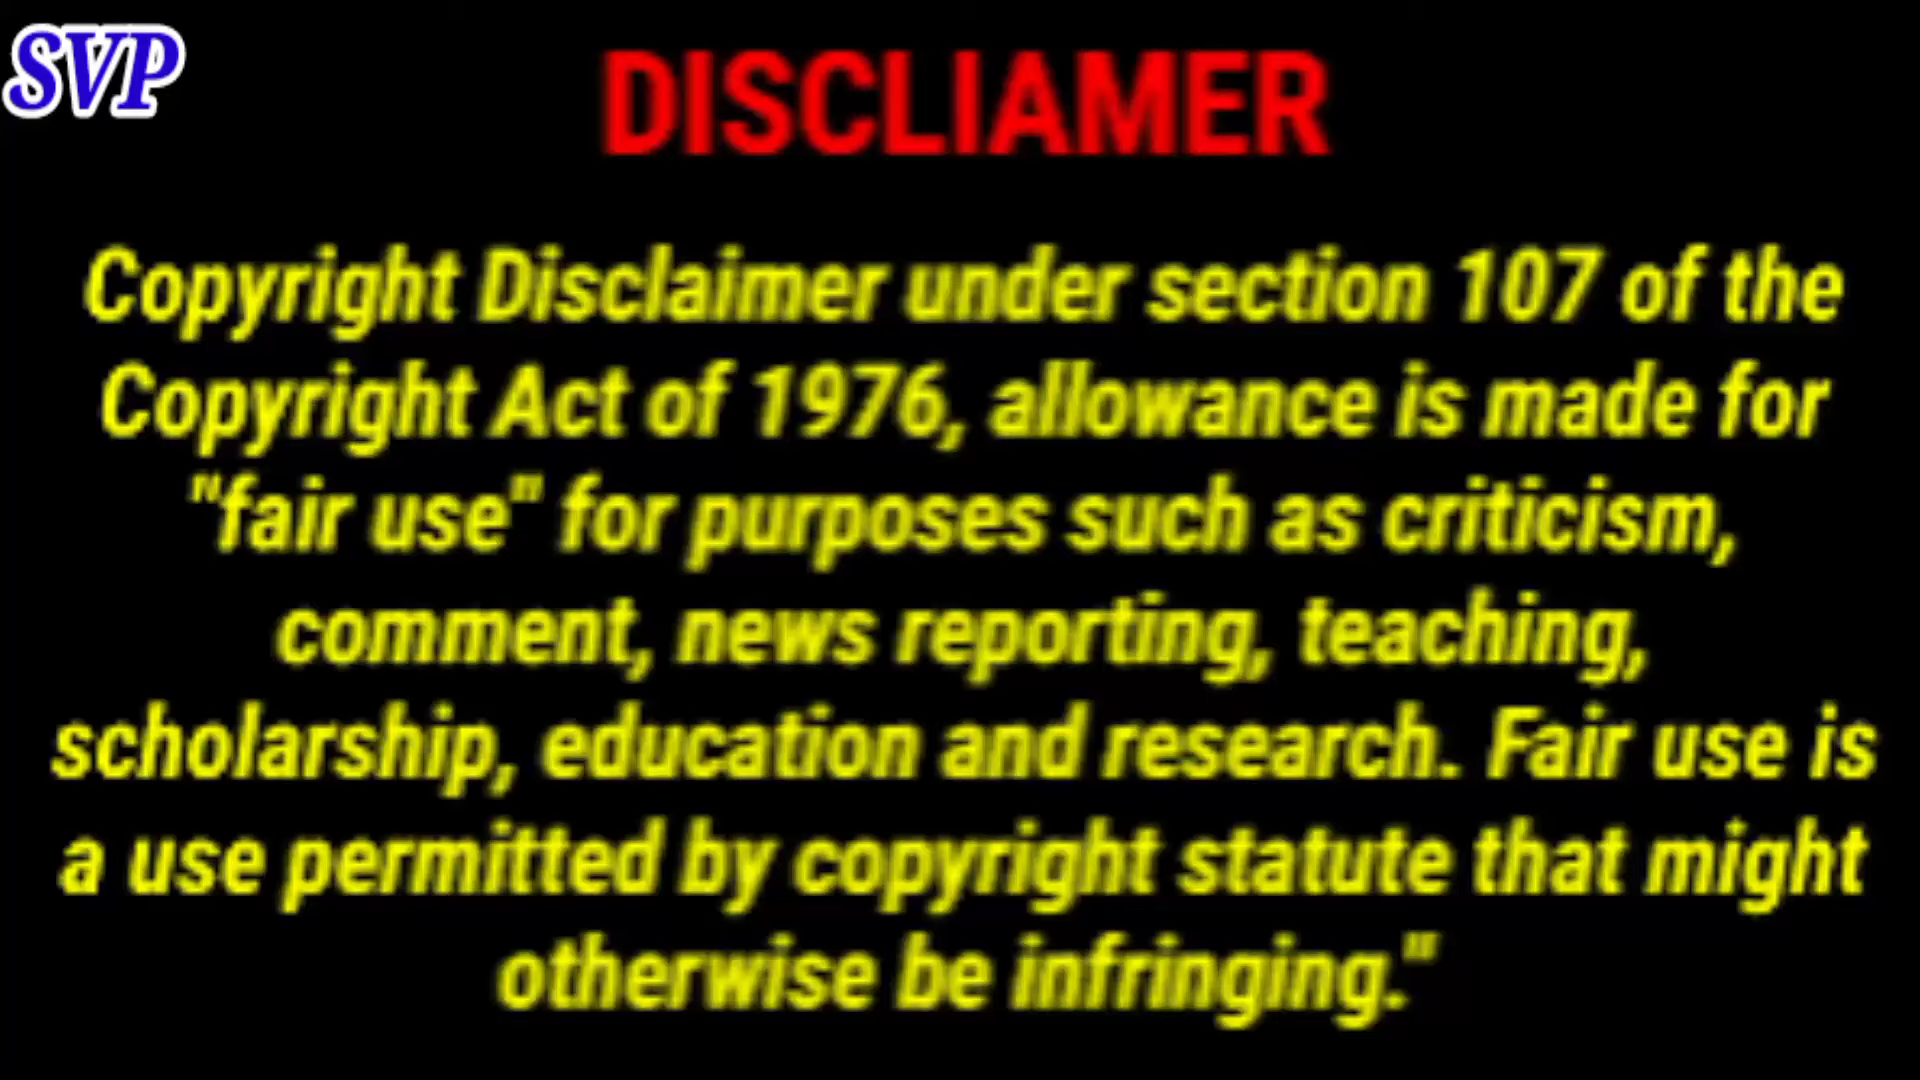 SVP
DISCLIAMER
Copyright Disclaimer under section 107 of the
Copyright Act of 1976, allowance is made for
"fair use" for purposes such as criticism,
comment, news reporting, teaching,
scholarship, education and research. Fair use is
a use permitted by copyright statute that might
otherwise be infringing."